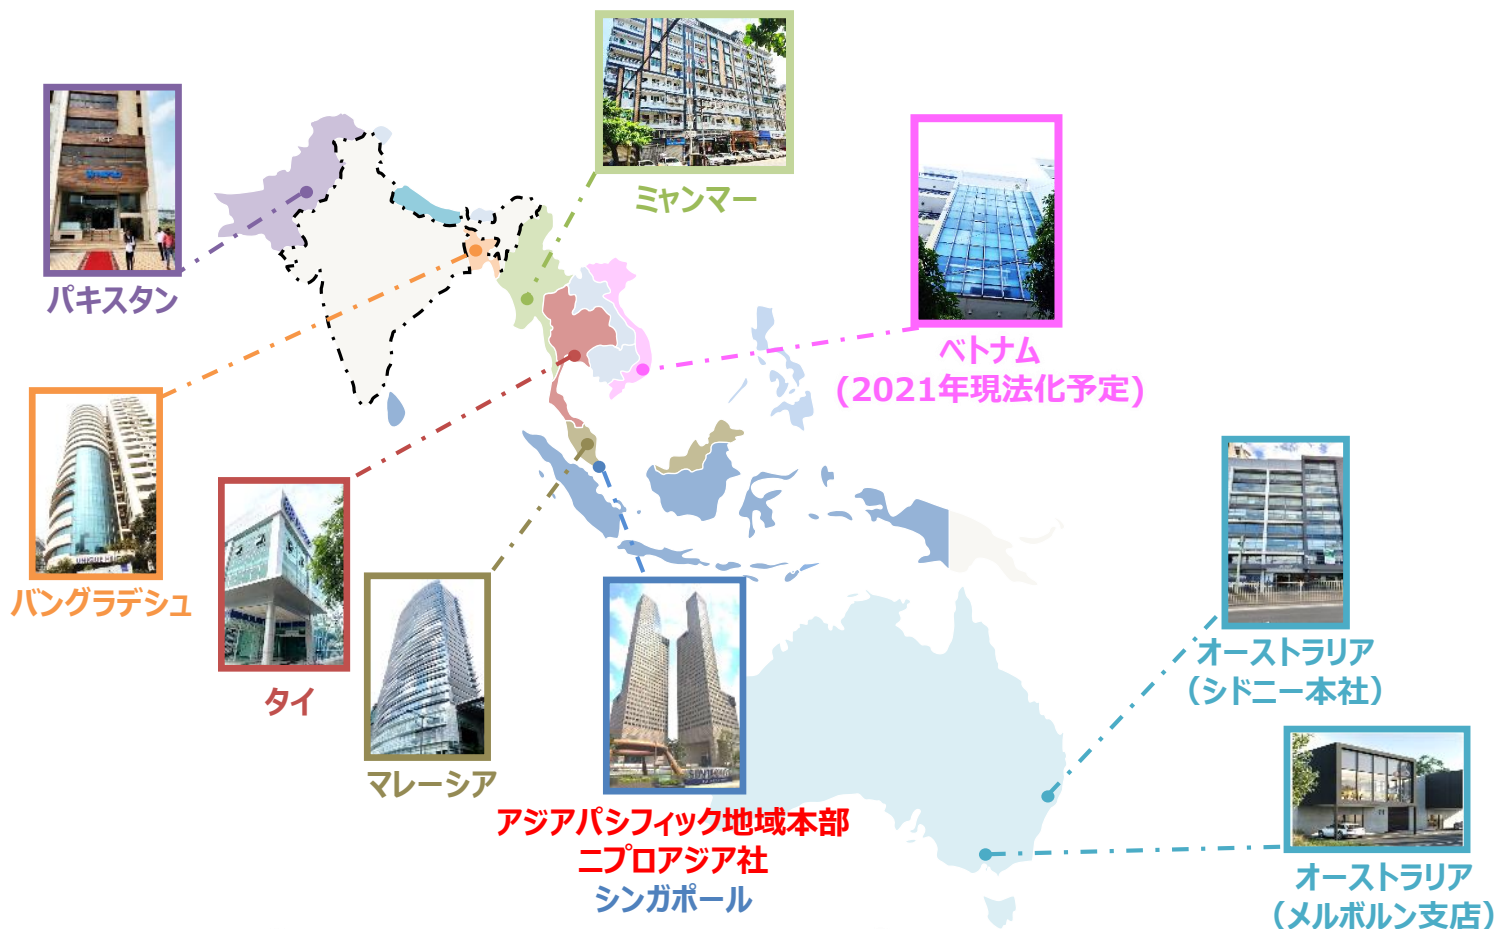 ミャンマー
パキスタン
ベトナム
(2021年現法化予定)
バングラデシュ
タイ
マレーシア
アジアパシフィック地域本部
ニプロアジア社
シンガポール
オーストラリア
（シドニー本社）
オーストラリア
（メルボルン支店）